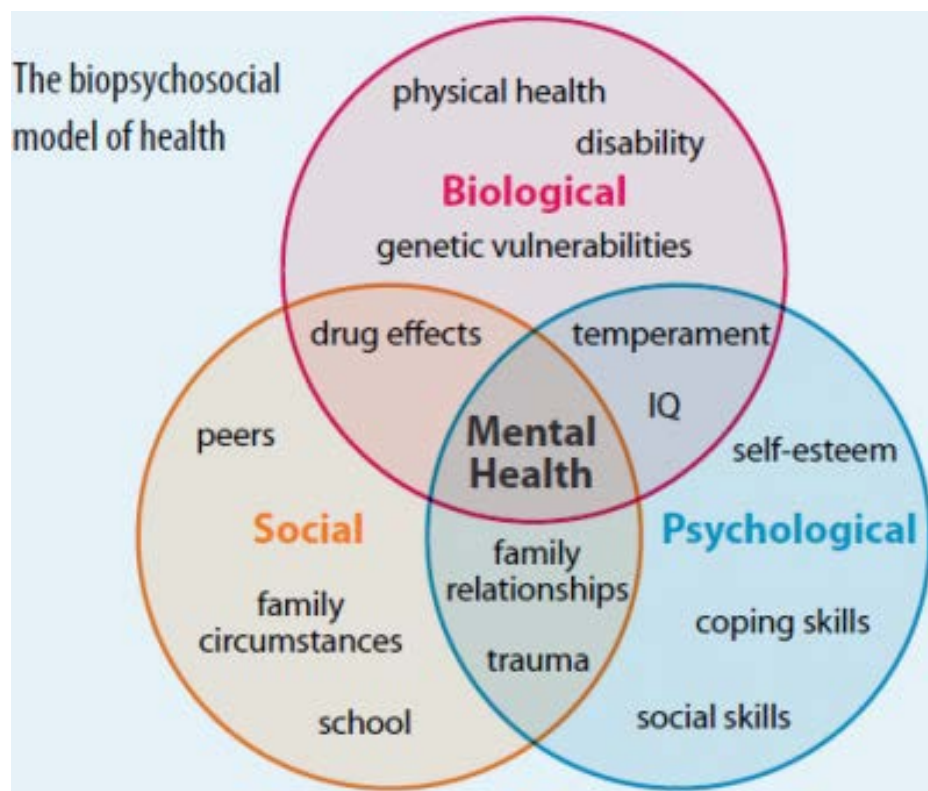 The biopsychosocial
model of health
physical health
disability
Biological
genetic vulnerabilities
drug effects
temperament
IQ
peers
Mental
Health
self-esteem
Social
Psychological
family
relationships
family
circumstances
coping skills
trauma
school
social skills